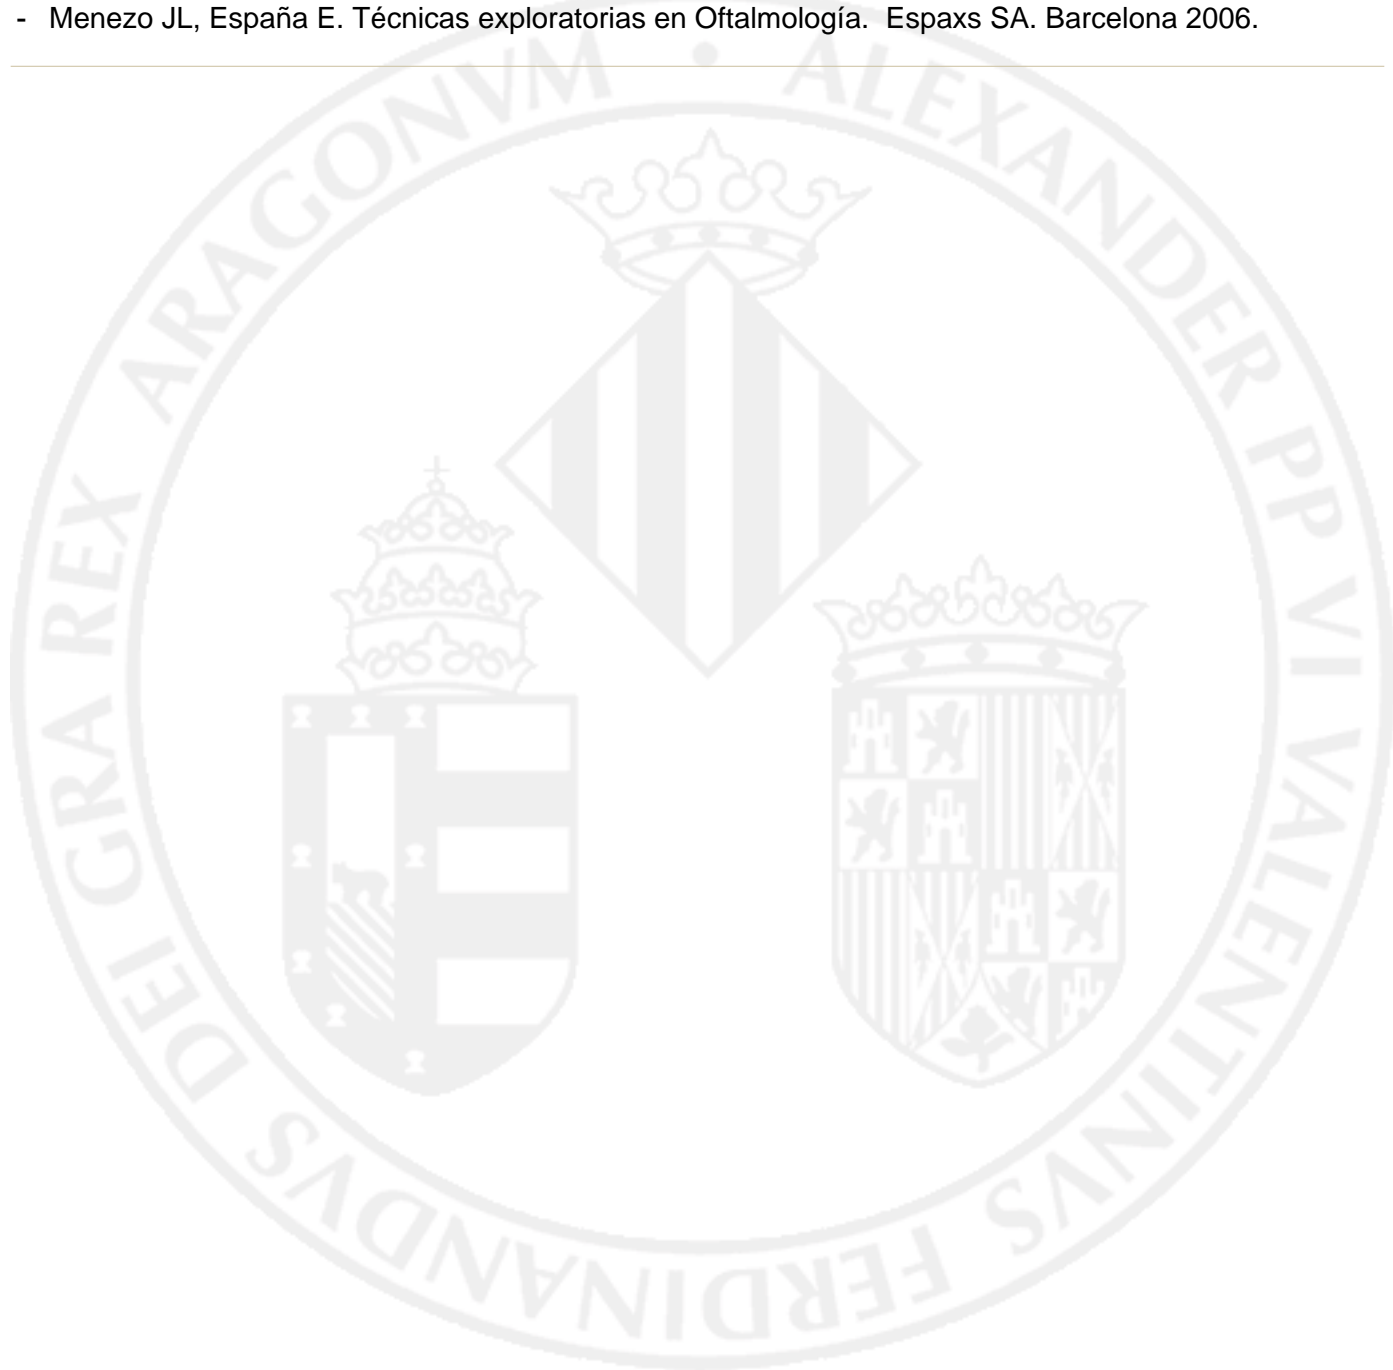 - Menezo JL, España E. Técnicas exploratorias en Oftalmología. Espaxs SA. Barcelona 2006.
ALEXANDER PP VI VALENTINVS FERDINANDVS DEI GRA REX ARAGONVM